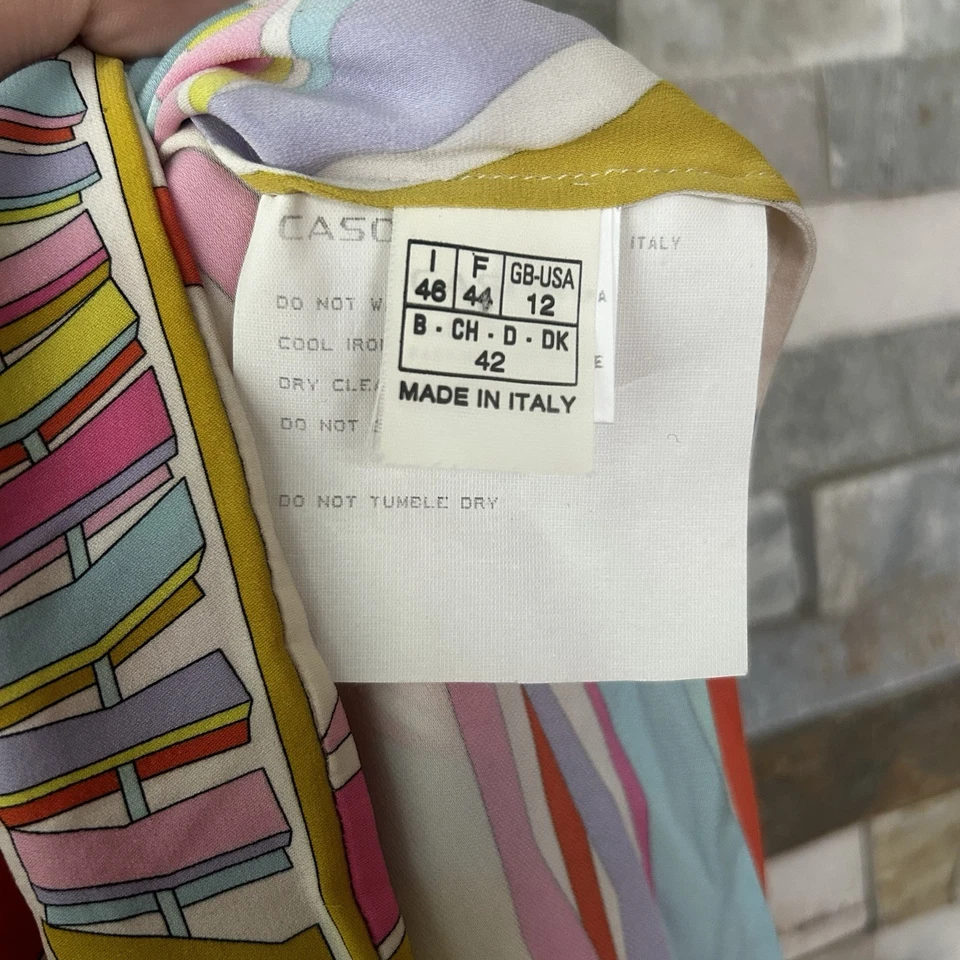 CASC
ITALY
I F GB-USA
46 44 12
B · CH · D · DK
42
MADE IN ITALY
DO NOT W
A
COOL IRO
E
DRY CLEA
DO NOT
DO NOT TUMBLE DRY